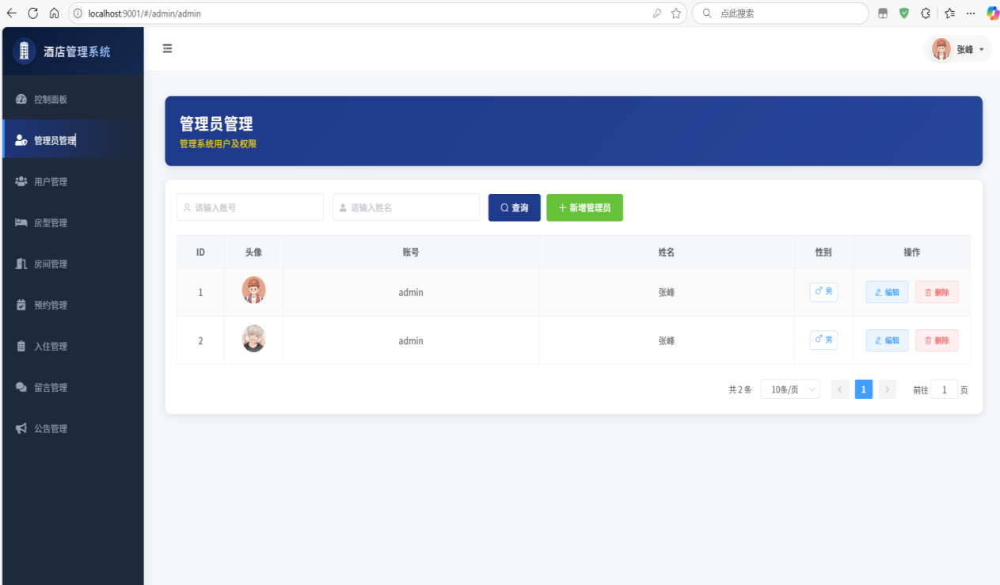 localhost:9001/#/admin/admin
点此搜索
酒店管理系统
张峰
控制面板
管理员管理
用户管理
房型管理
房间管理
预约管理
入住管理
留言管理
公告管理
管理员管理
管理系统用户及权限
请输入账号 请输入姓名 查询 新增管理员
ID 头像 账号 姓名 性别 操作
1 admin 张峰 男 编辑 删除
2 admin 张峰 男 编辑 删除
共 2 条 10条/页 1 前往 1 页